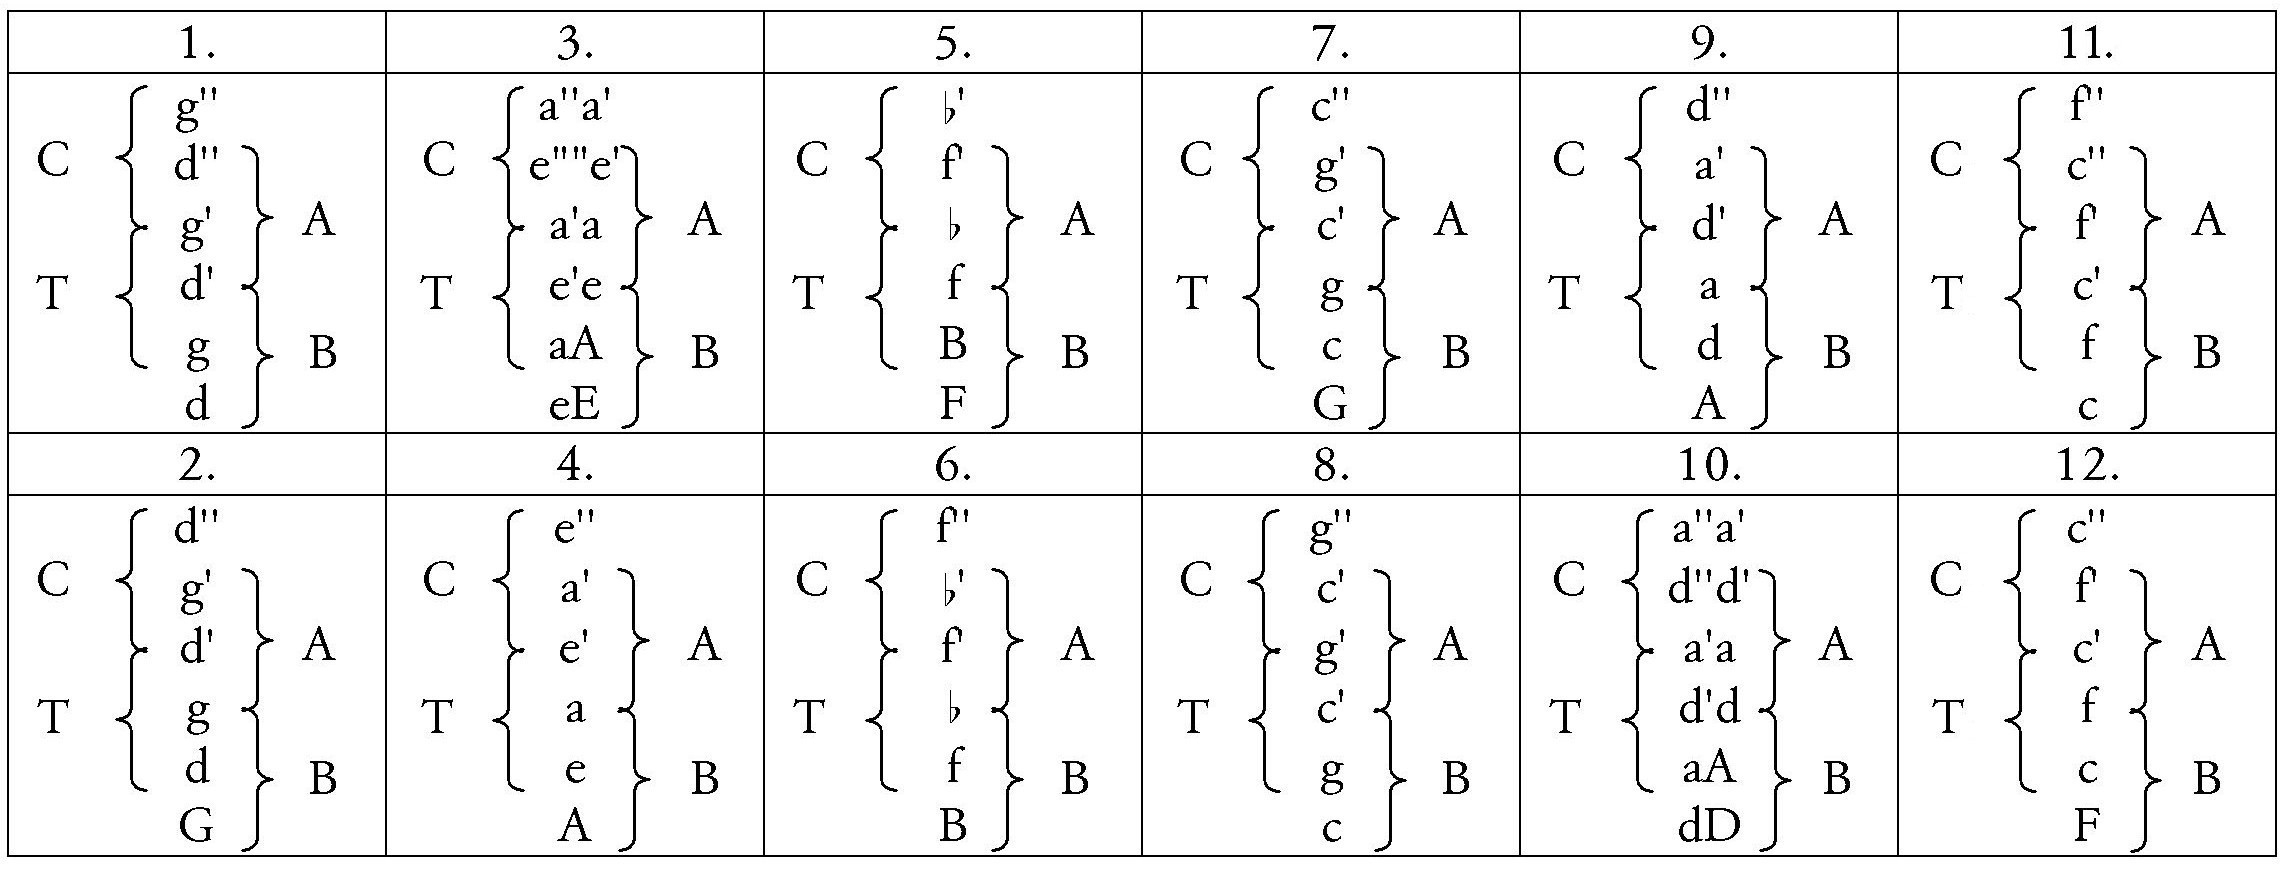 1. 3. 5. 7. 9. 11.
g'' a''a' ♭' c'' d'' f''
C d'' C e''''e' C f' C g' C a' C c''
g' A a'a A ♭ A c' A d' A f' A
T d' T e'e T f T g T a T c'
g B aA B B B c B d B f B
d eE F G A c
2. 4. 6. 8. 10. 12.
d'' e'' f'' g'' a''a' c''
C g' C a' C ♭' C c' C d''d' C f'
d' A e' A f' A g' A a'a A c' A
T g T a T ♭ T c' T d'd T f
d B e B f B g B aA B c B
G A B c dD F